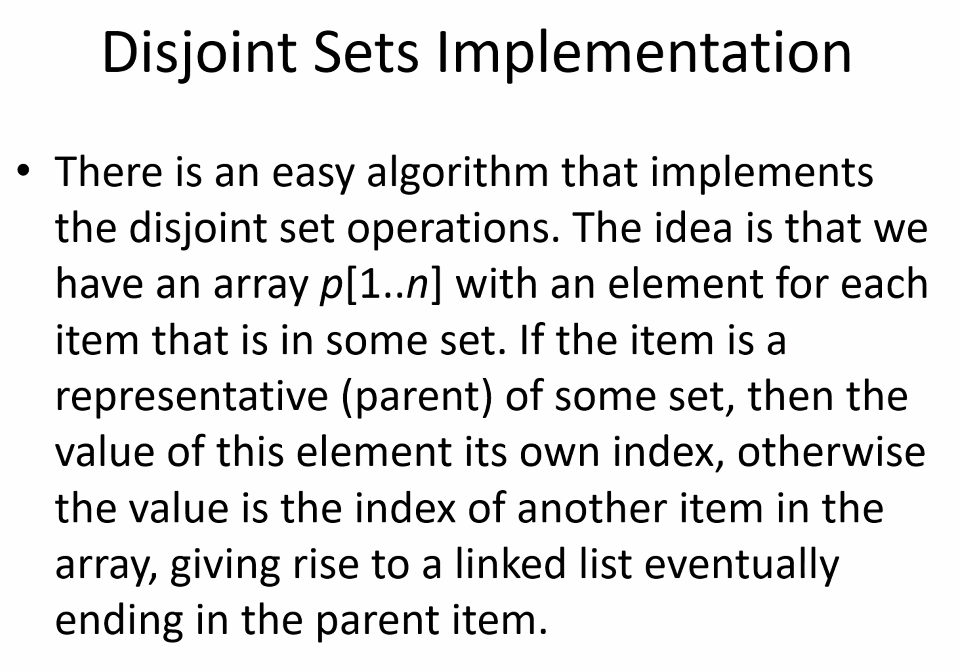 Disjoint Sets Implementation
• There is an easy algorithm that implements
the disjoint set operations. The idea is that we
have an array p[1..n] with an element for each
item that is in some set. If the item is a
representative (parent) of some set, then the
value of this element its own index, otherwise
the value is the index of another item in the
array, giving rise to a linked list eventually
ending in the parent item.